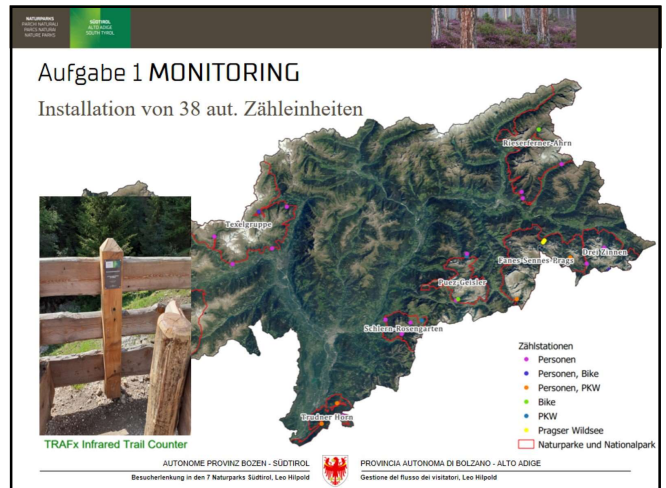 NATURPARKS
PARCHI NATURALI
PARCS NATURAI
NATURE PARKS
SÜDTIROL
ALTO ADIGE
SOUTH TYROL
Aufgabe 1 MONITORING
Installation von 38 aut. Zähleinheiten
Rieserferner-Ahrn
Texelgruppe
Fanes-Sennes-Prags
Drei Zinnen
Puez-Geisler
Schlern-Rosengarten
Trudner Horn
Zählstationen
Personen
Personen, Bike
Personen, PKW
Bike
PKW
Pragser Wildsee
Naturparke und Nationalpark
TRAFx Infrared Trail Counter
AUTONOME PROVINZ BOZEN - SÜDTIROL
PROVINCIA AUTONOMA DI BOLZANO - ALTO ADIGE
Besucherlenkung in den 7 Naturparks Südtirol, Leo Hilpold
Gestione del flusso dei visitatori, Leo Hilpold